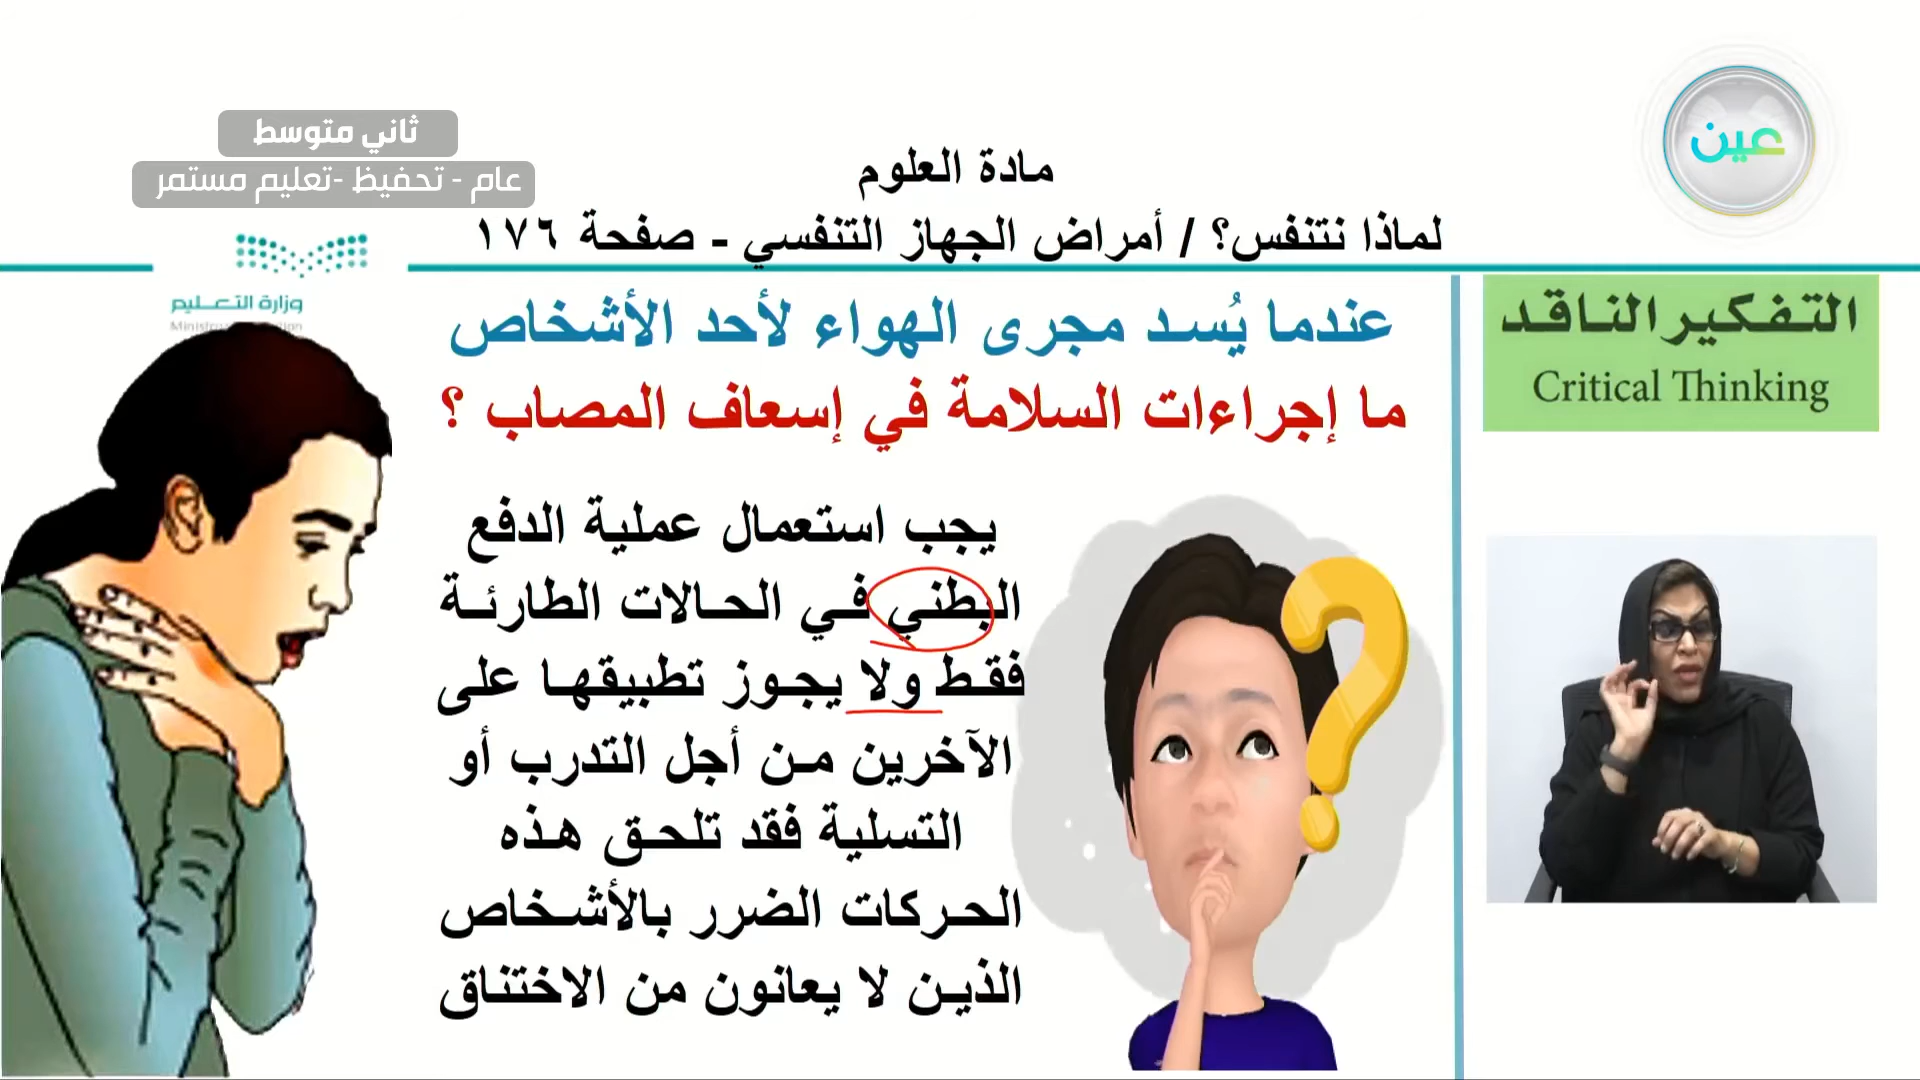 عين
ثاني متوسط
عام - تحفيظ -تعليم مستمر
مادة العلوم
لماذا نتنفس؟ / أمراض الجهاز التنفسي - صفحة ١٧٦
وزارة التعليم
التفكير الناقد
Critical Thinking
عندما يُسد مجرى الهواء لأحد الأشخاص
ما إجراءات السلامة في إسعاف المصاب ؟
يجب استعمال عملية الدفع
البطني في الحالات الطارئة
فقط ولا يجوز تطبيقها على
الآخرين من أجل التدرب أو
التسلية فقد تلحق هذه
الحركات الضرر بالأشخاص
الذين لا يعانون من الاختناق